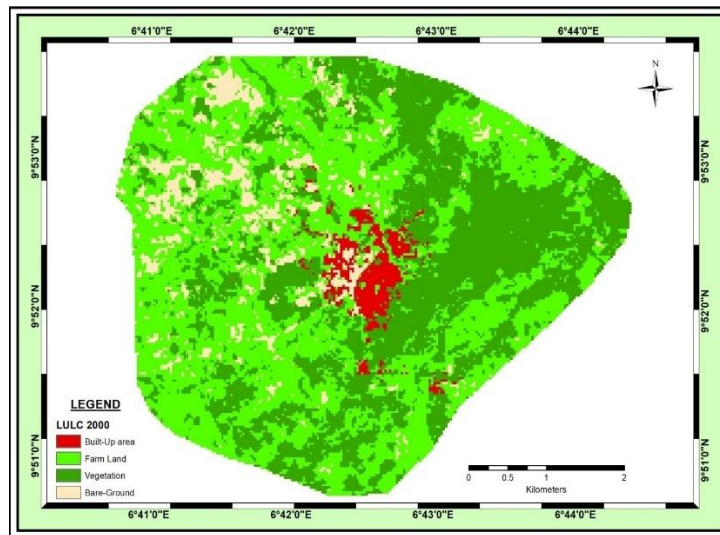 6°41'0"E 6°42'0"E 6°43'0"E 6°44'0"E
N
9°53'0"N 9°53'0"N
9°52'0"N 9°52'0"N
9°51'0"N 9°51'0"N
LEGEND
LULC 2000
Built-Up area
Farm Land
Vegetation
Bare-Ground
0 0.5 1 2
Kilometers
6°41'0"E 6°42'0"E 6°43'0"E 6°44'0"E